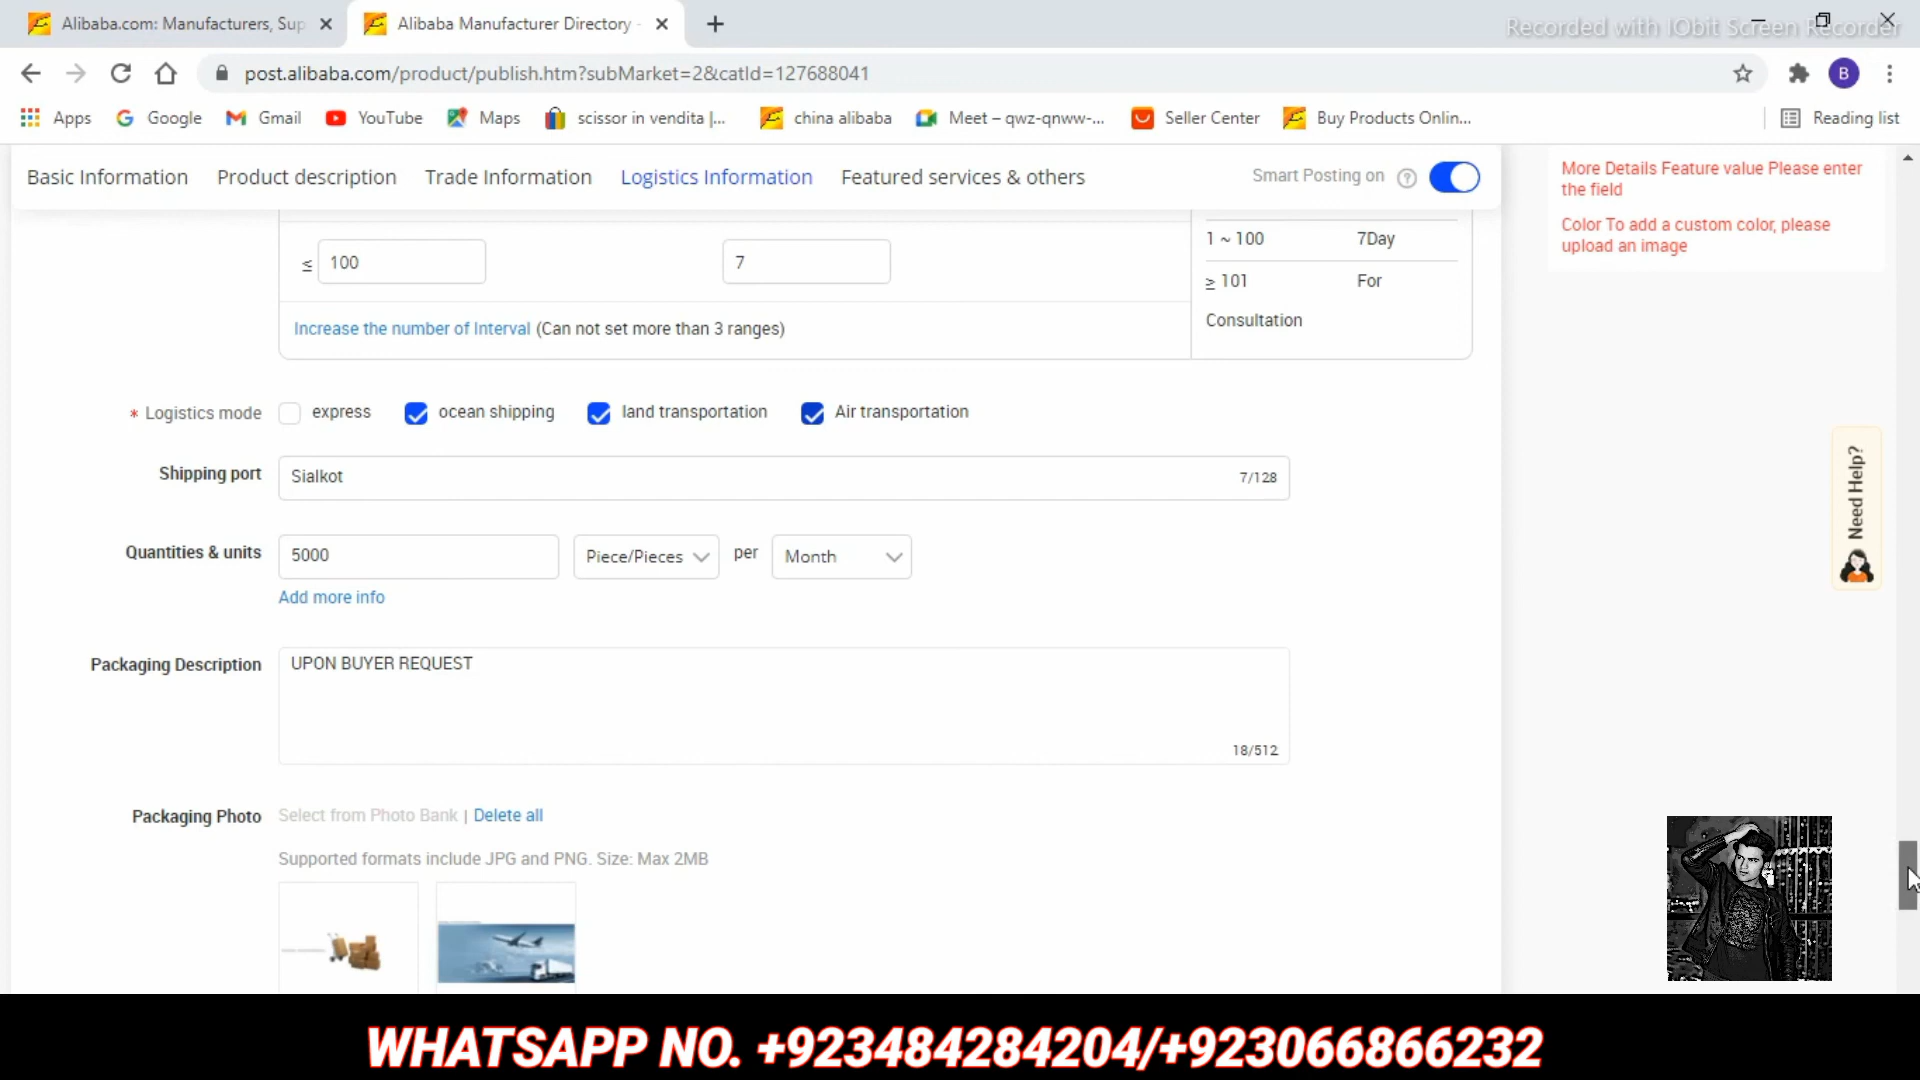 Alibaba.com: Manufacturers, Sup
Alibaba Manufacturer Directory -
Recorded with IObit Screen Recorder
post.alibaba.com/product/publish.htm?subMarket=2&catId=127688041
B
Apps
Google
Gmail
YouTube
Maps
scissor in vendita |...
china alibaba
Meet – qwz-qnww-...
Seller Center
Buy Products Onlin...
Reading list
Basic Information
Product description
Trade Information
Logistics Information
Featured services & others
Smart Posting on ?
More Details Feature value Please enter
the field
Color To add a custom color, please
upload an image
≤ 100
7
1 ~ 100 7Day
≥ 101 For
Consultation
Increase the number of Interval (Can not set more than 3 ranges)
* Logistics mode express ocean shipping land transportation Air transportation
Shipping port Sialkot 7/128
Quantities & units 5000 Piece/Pieces per Month
Add more info
Packaging Description UPON BUYER REQUEST
18/512
Packaging Photo Select from Photo Bank | Delete all
Supported formats include JPG and PNG. Size: Max 2MB
Need Help?
WHATSAPP NO. +923484284204/+923066866232